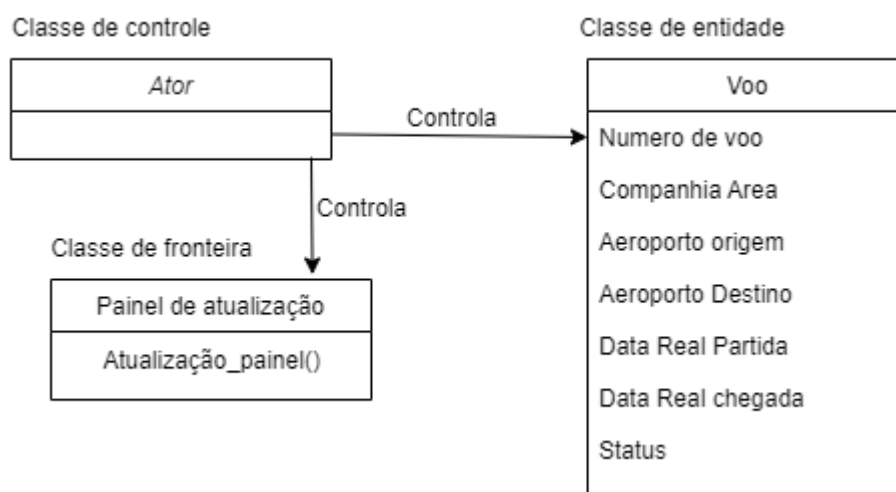 Classe de controle
Classe de entidade
Ator
Voo
Controla
Numero de voo
Companhia Area
Controla
Aeroporto origem
Classe de fronteira
Aeroporto Destino
Painel de atualização
Data Real Partida
Atualização_painel()
Data Real chegada
Status